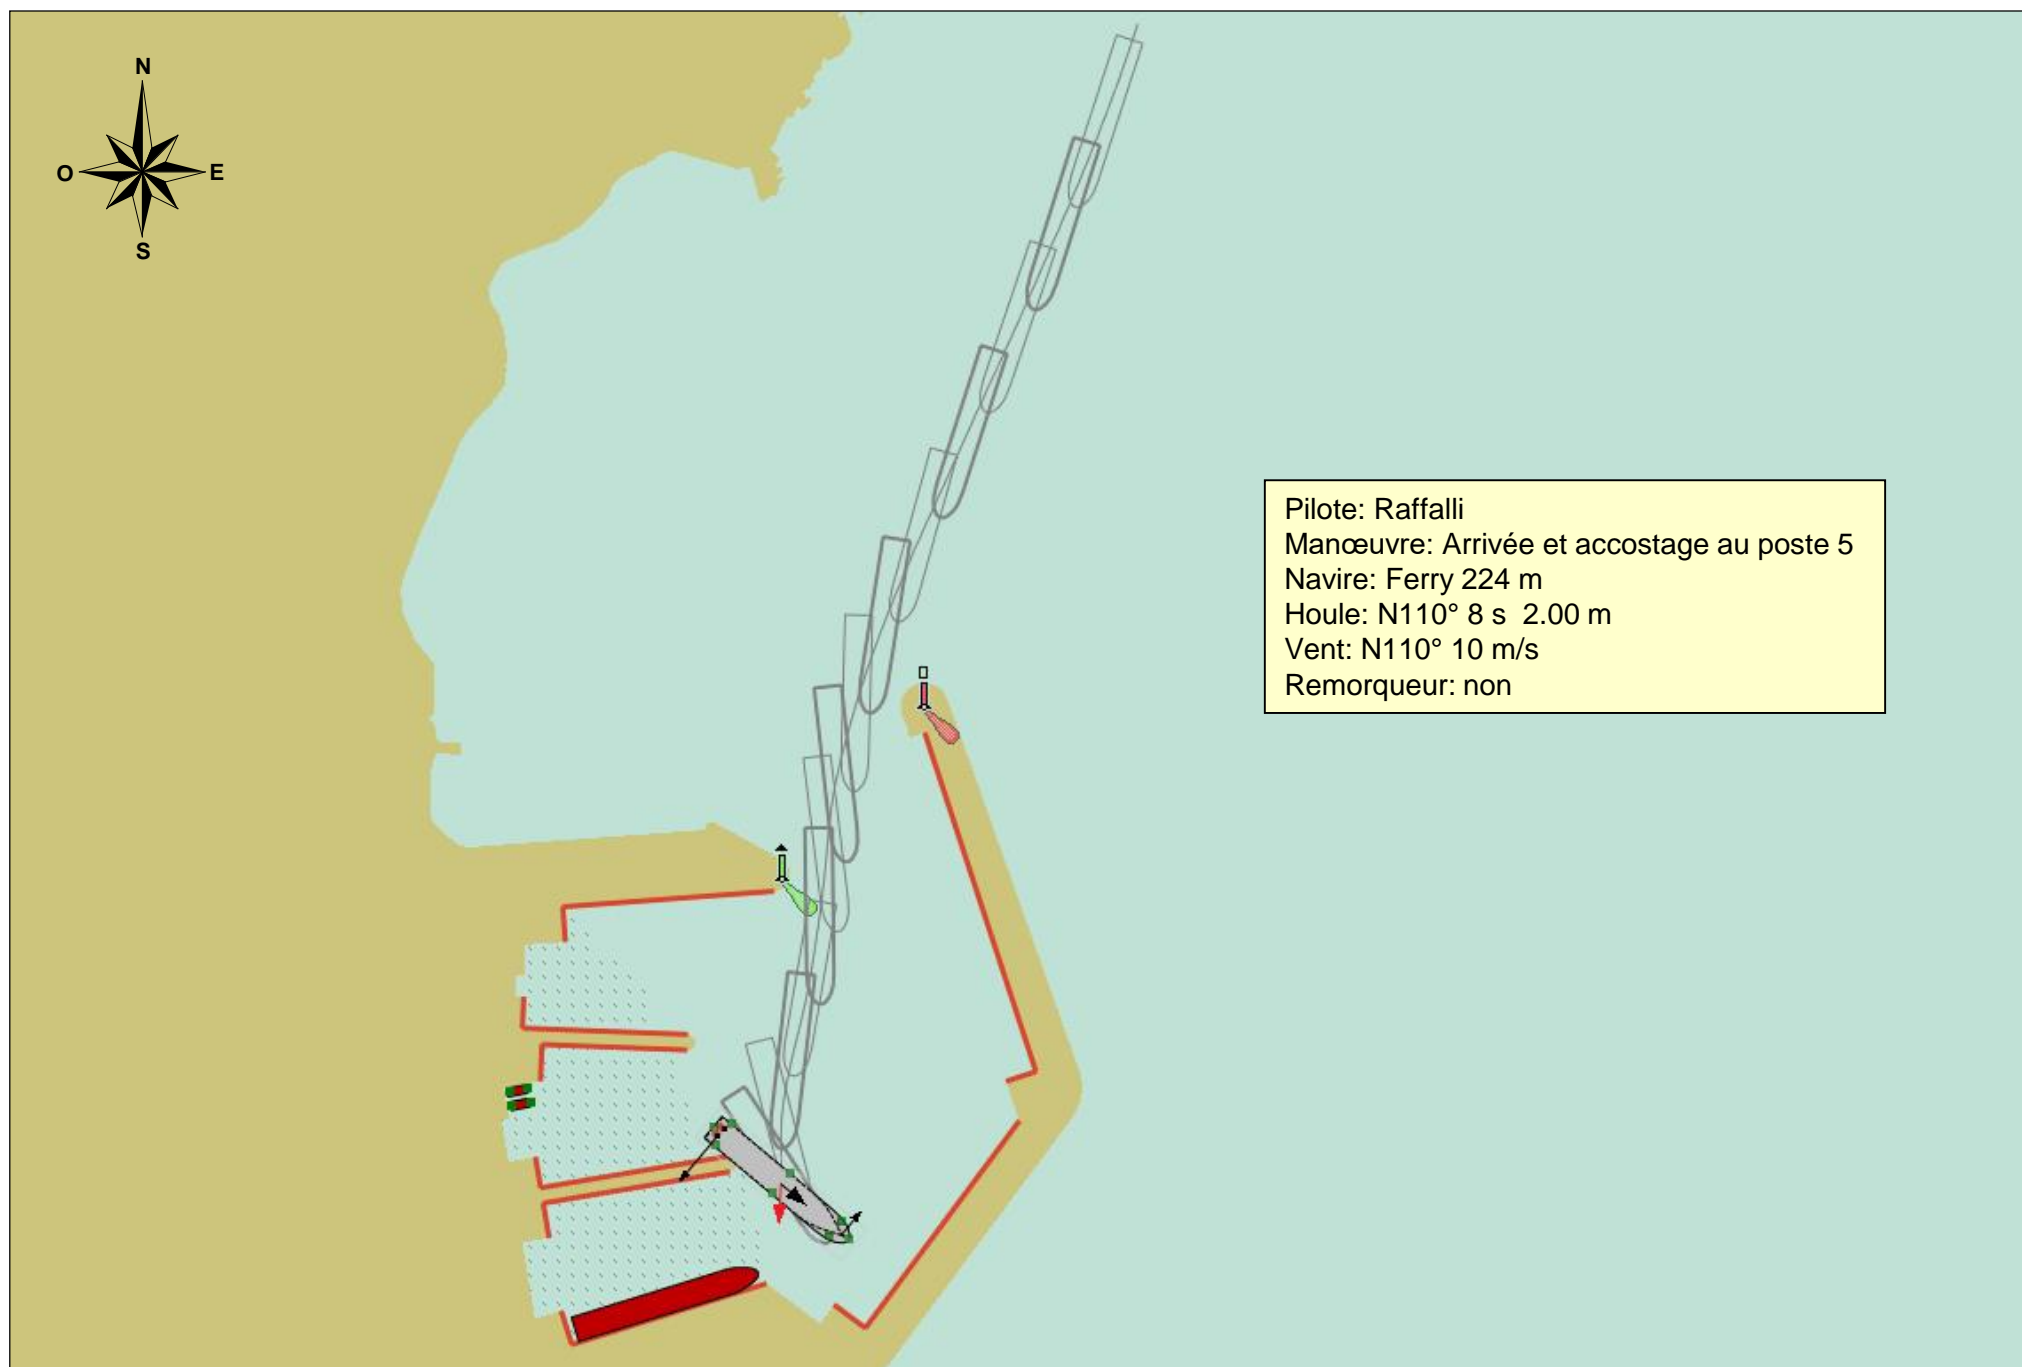 N
O
E
S
Pilote: Raffalli
Manœuvre: Arrivée et accostage au poste 5
Navire: Ferry 224 m
Houle: N110° 8 s  2.00 m
Vent: N110° 10 m/s
Remorqueur: non